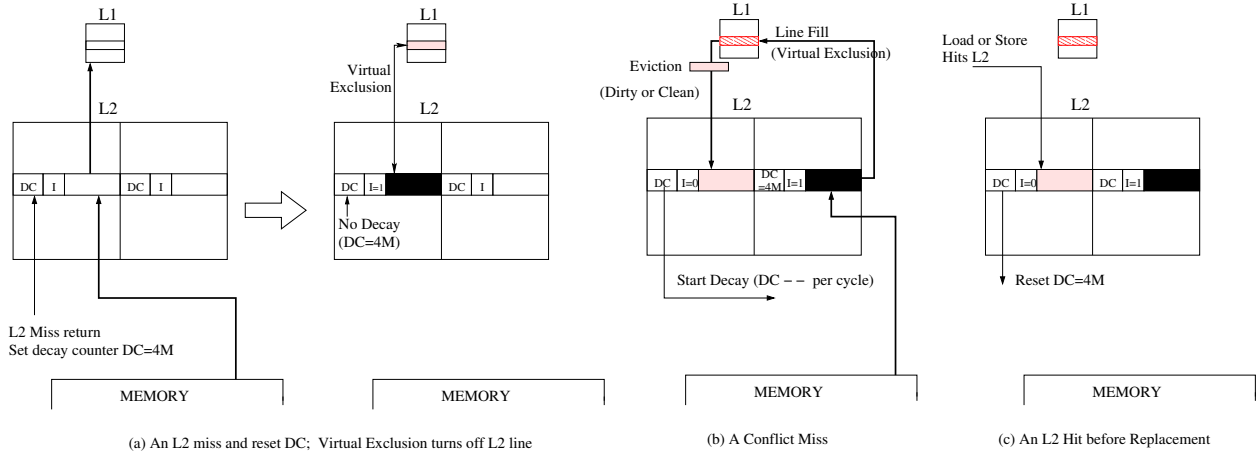 L1
L2
DC
I
DC
I
L2 Miss return
Set decay counter DC=4M
MEMORY
L1
Virtual
Exclusion
L2
DC
I=1
DC
I
No Decay
(DC=4M)
MEMORY
(a) An L2 miss and reset DC; Virtual Exclusion turns off L2 line
L1
Line Fill
(Virtual Exclusion)
Eviction
(Dirty or Clean)
L2
DC
I=0
DC
=4M
I=1
Start Decay (DC − − per cycle)
MEMORY
(b) A Conflict Miss
L1
Load or Store
Hits L2
L2
DC
I=0
DC
I=1
Reset DC=4M
MEMORY
(c) An L2 Hit before Replacement